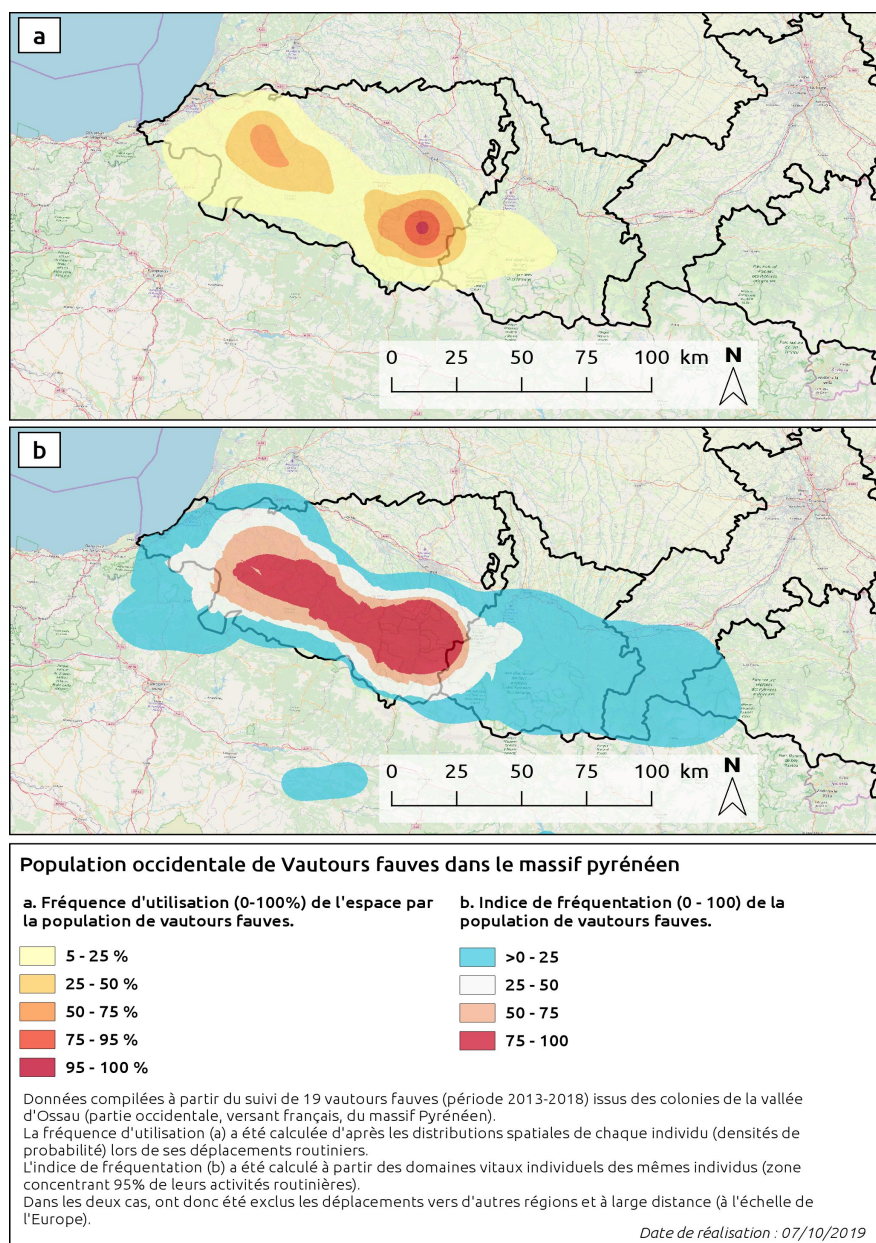 a
0 25 50 75 100 km N
b
0 25 50 75 100 km N
Population occidentale de Vautours fauves dans le massif pyrénéen
a. Fréquence d'utilisation (0-100%) de l'espace par
la population de vautours fauves.
5 - 25 %
25 - 50 %
50 - 75 %
75 - 95 %
95 - 100 %
b. Indice de fréquentation (0 - 100) de la
population de vautours fauves.
>0 - 25
25 - 50
50 - 75
75 - 100
Données compilées à partir du suivi de 19 vautours fauves (période 2013-2018) issus des colonies de la vallée
d'Ossau (partie occidentale, versant français, du massif Pyrénéen).
La fréquence d'utilisation (a) a été calculée d'après les distributions spatiales de chaque individu (densités de
probabilité) lors de ses déplacements routiniers.
L'indice de fréquentation (b) a été calculé à partir des domaines vitaux individuels des mêmes individus (zone
concentrant 95% de leurs activités routinières).
Dans les deux cas, ont donc été exclus les déplacements vers d'autres régions et à large distance (à l'échelle de
l'Europe).
Date de réalisation : 07/10/2019